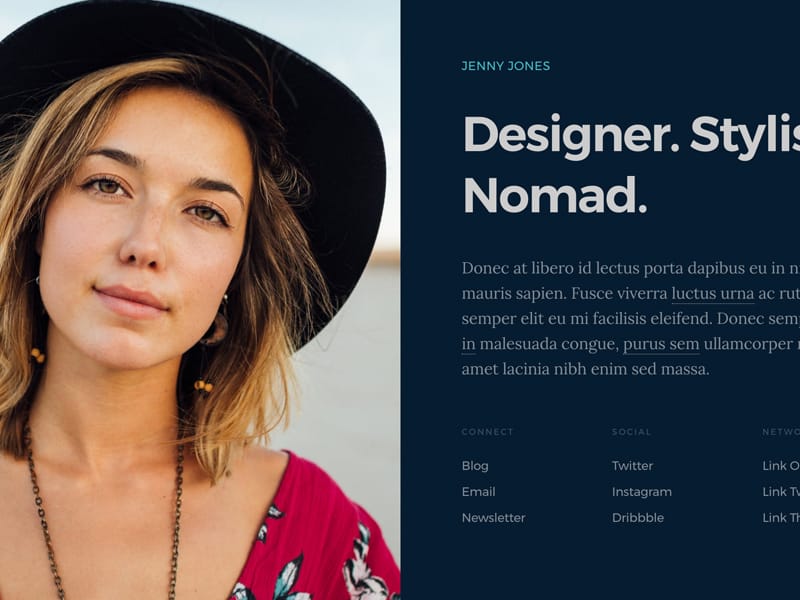 JENNY JONES
Designer. Stylis
Nomad.
Donec at libero id lectus porta dapibus eu in n
mauris sapien. Fusce viverra luctus urna ac rut
semper elit eu mi facilisis eleifend. Donec sem
in malesuada congue, purus sem ullamcorper
amet lacinia nibh enim sed massa.
CONNECT SOCIAL NETWO
Blog Twitter Link O
Email Instagram Link Tw
Newsletter Dribbble Link Th